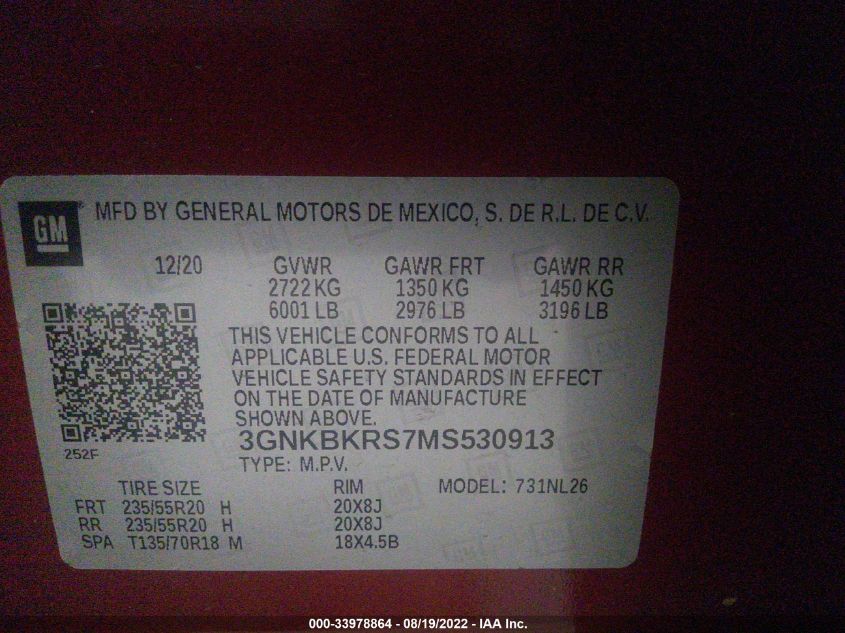 GM ® MFD BY GENERAL MOTORS DE MEXICO, S. DE R.L. DE C.V.
12/20 GVWR GAWR FRT GAWR RR
2722 KG 1350 KG 1450 KG
6001 LB 2976 LB 3196 LB
THIS VEHICLE CONFORMS TO ALL
APPLICABLE U.S. FEDERAL MOTOR
VEHICLE SAFETY STANDARDS IN EFFECT
ON THE DATE OF MANUFACTURE
SHOWN ABOVE.
252F
3GNKBKRS7MS530913
TYPE: M.P.V.
TIRE SIZE RIM MODEL: 731NL26
FRT 235/55R20 H 20X8J
RR 235/55R20 H 20X8J
SPA T135/70R18 M 18X4.5B
000-33978864 - 08/19/2022 - IAA Inc.